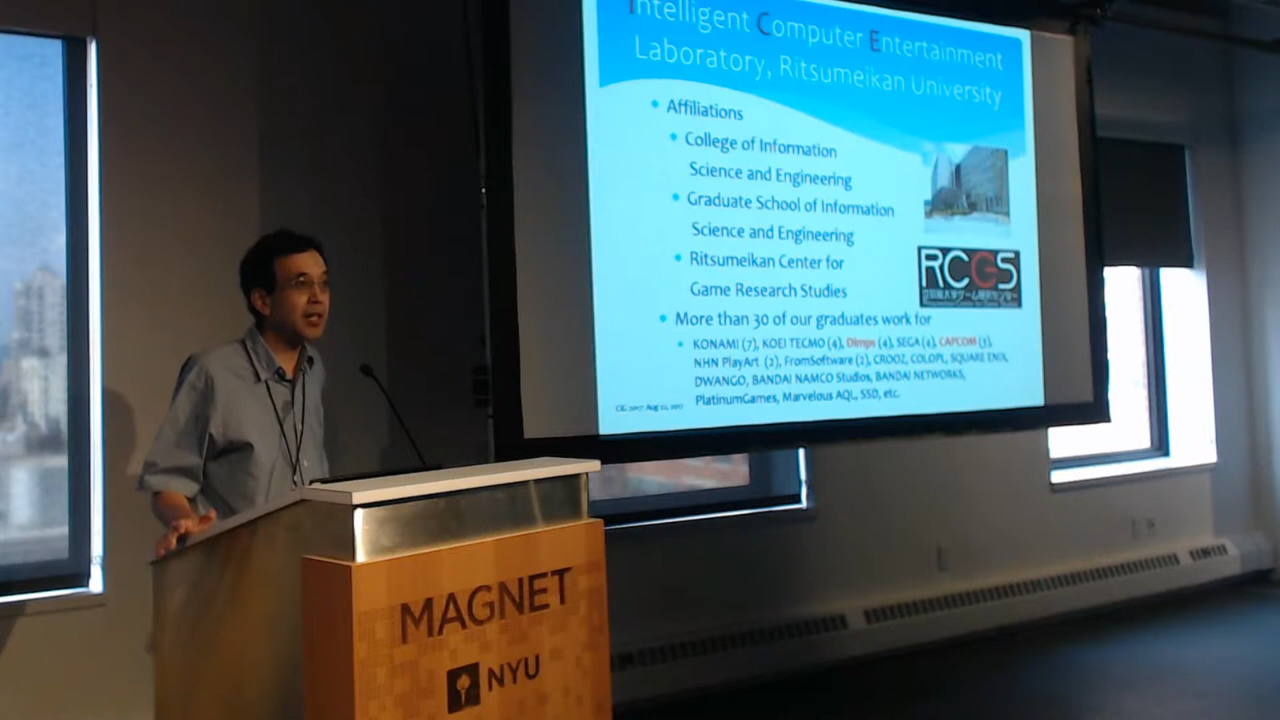 Intelligent Computer Entertainment
Laboratory, Ritsumeikan University
• Affiliations
• College of Information
Science and Engineering
• Graduate School of Information
Science and Engineering
• Ritsumeikan Center for
Game Research Studies
RCGS
• More than 30 of our graduates work for
• KONAMI (7), KOEI TECMO (4), Dimps (4), SEGA (4), CAPCOM (3),
NHN PlayArt (2), FromSoftware (2), CROOZ, COLOPL, SQUARE ENIX,
DWANGO, BANDAI NAMCO Studios, BANDAI NETWORKS,
PlatinumGames, Marvelous AQL, SSD, etc.
MAGNET
NYU